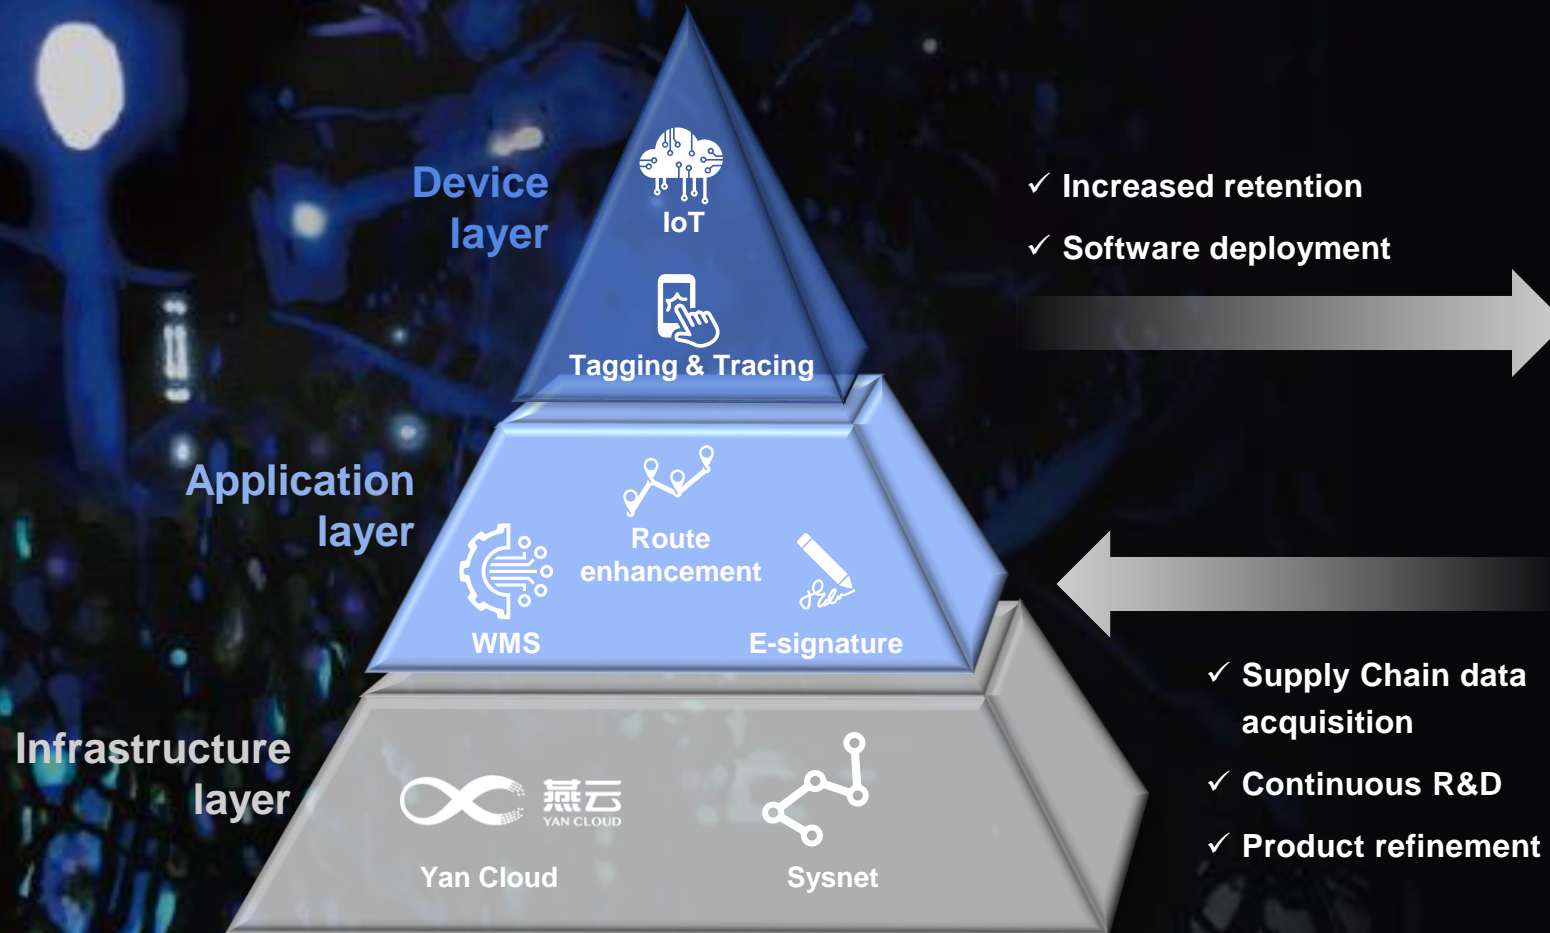 Device
layer
IoT
Tagging & Tracing
✓ Increased retention
✓ Software deployment
Application
layer
Route
enhancement
WMS
E-signature
Infrastructure
layer
燕云
YAN CLOUD
Yan Cloud
Sysnet
✓ Supply Chain data
acquisition
✓ Continuous R&D
✓ Product refinement